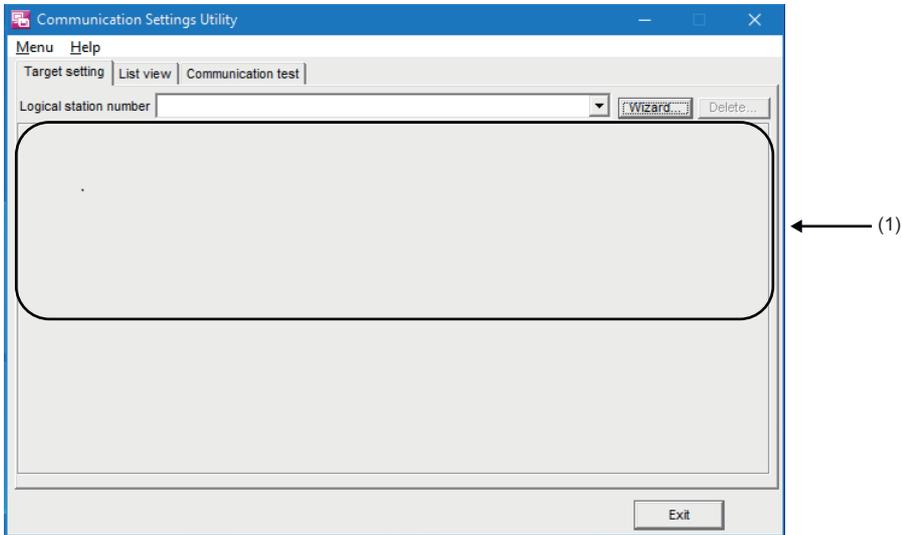 Communication Settings Utility
Menu Help
Target setting List view Communication test
Logical station number Wizard... Delete...
(1)
Exit